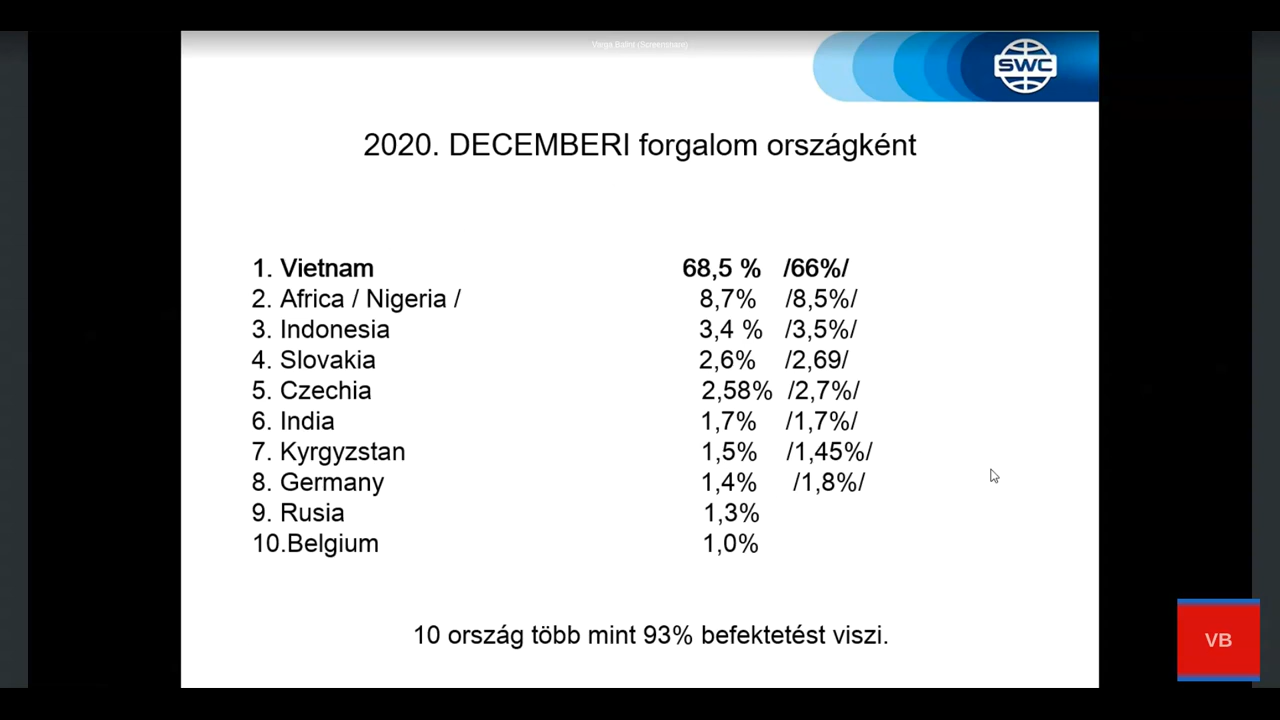 Varga Bálint (Screenshare)
SWC
2020. DECEMBERI forgalom országként
1. Vietnam 68,5 % /66%/
2. Africa / Nigeria / 8,7% /8,5%/
3. Indonesia 3,4 % /3,5%/
4. Slovakia 2,6% /2,69/
5. Czechia 2,58% /2,7%/
6. India 1,7% /1,7%/
7. Kyrgyzstan 1,5% /1,45%/
8. Germany 1,4% /1,8%/
9. Rusia 1,3%
10.Belgium 1,0%
10 ország több mint 93% befektetést viszi.
VB